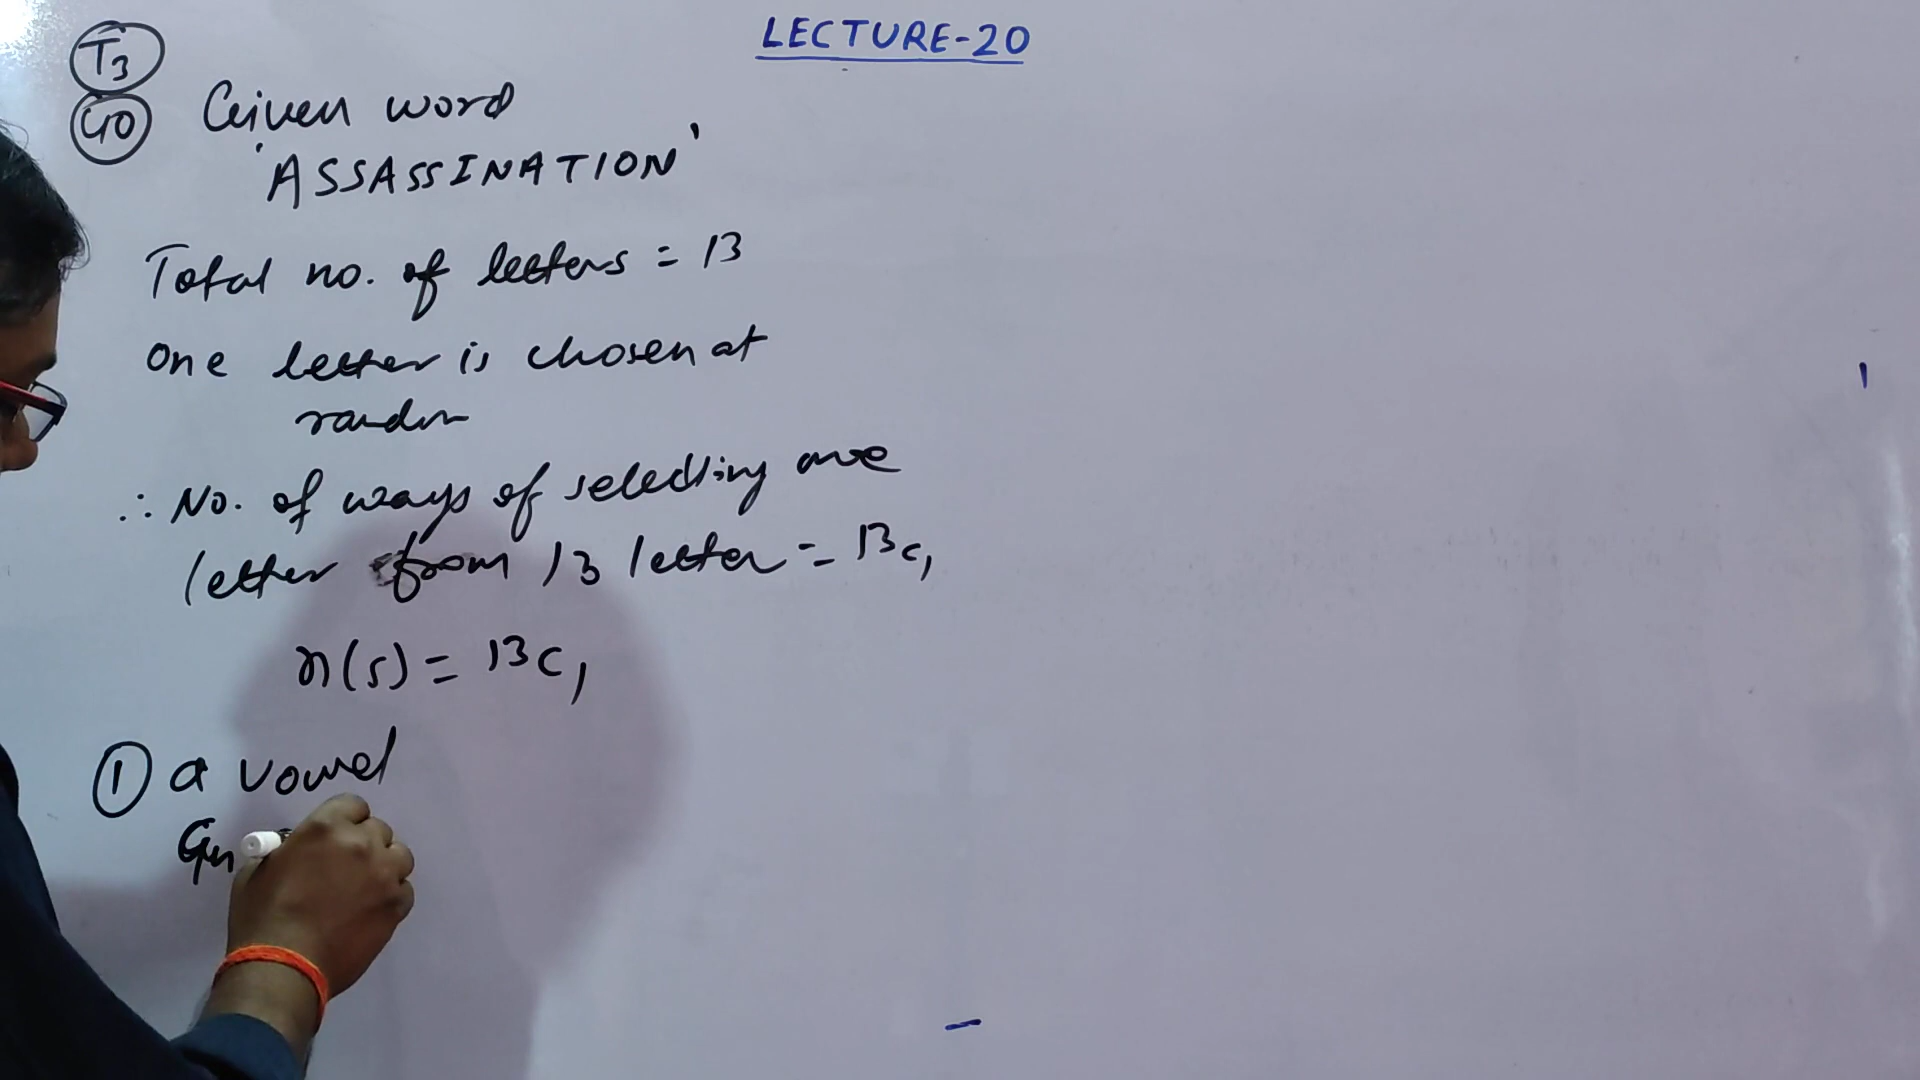 LECTURE-20
T3
40 Given word
'ASSASSINATION'
Total no. of letters = 13
One letter is chosen at
random
∴ No. of ways of selecting one
letter from 13 letter = 13c1
n(s) = 13c1
① a vowel